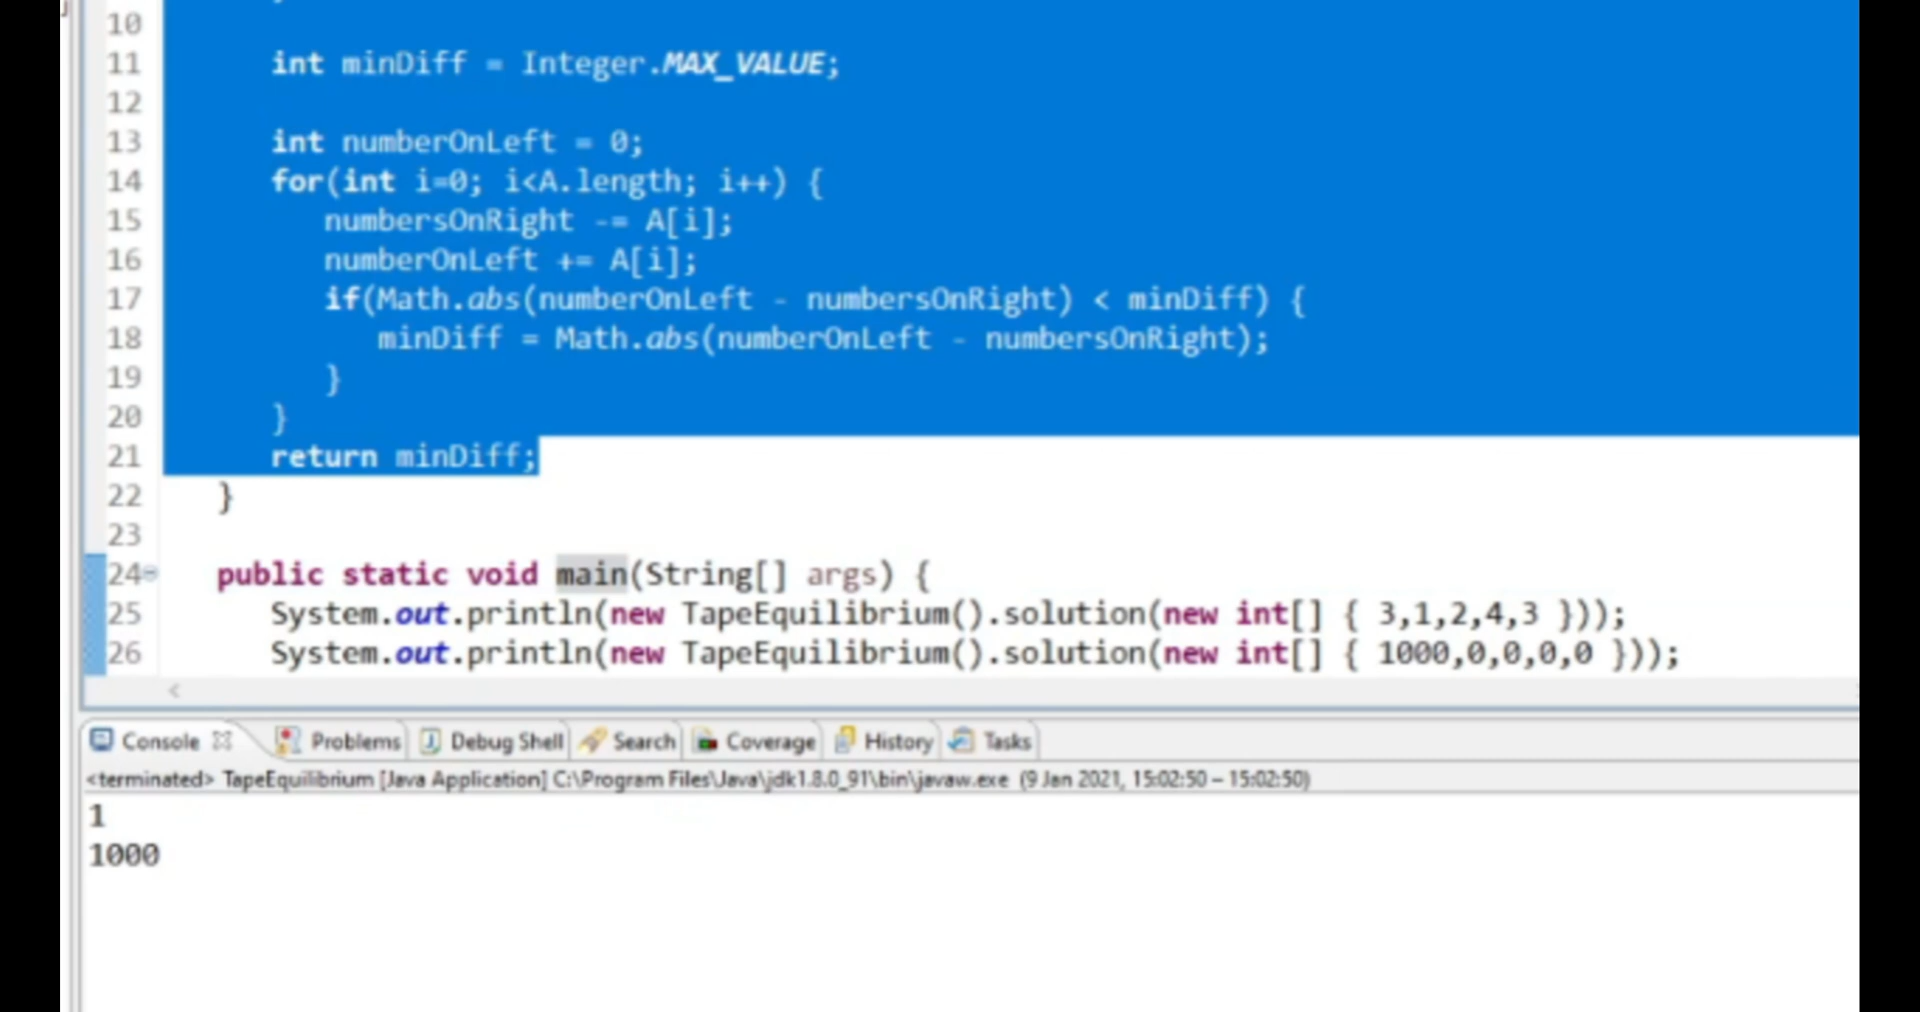 10
11 int minDiff = Integer.MAX_VALUE;
12
13 int numberOnLeft = 0;
14 for(int i=0; i<A.length; i++) {
15 numbersOnRight -= A[i];
16 numberOnLeft += A[i];
17 if(Math.abs(numberOnLeft - numbersOnRight) < minDiff) {
18 minDiff = Math.abs(numberOnLeft - numbersOnRight);
19 }
20 }
21 return minDiff;
22 }
23
24 public static void main(String[] args) {
25 System.out.println(new TapeEquilibrium().solution(new int[] { 3,1,2,4,3 }));
26 System.out.println(new TapeEquilibrium().solution(new int[] { 1000,0,0,0,0 }));
Console Problems Debug Shell Search Coverage History Tasks
<terminated> TapeEquilibrium [Java Application] C:\Program Files\Java\jdk1.8.0_91\bin\javaw.exe (9 Jan 2021, 15:02:50 – 15:02:50)
1
1000